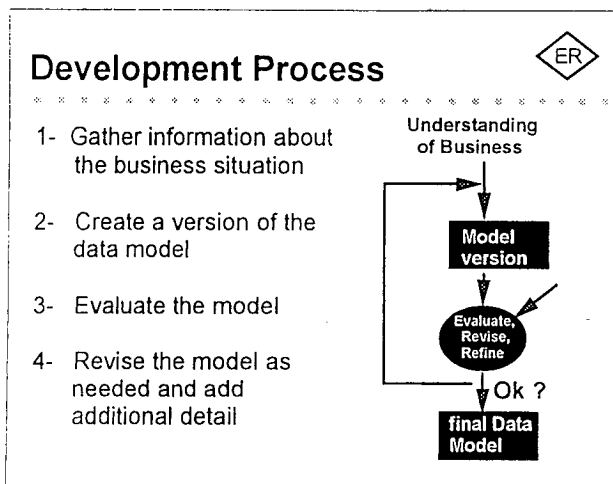 ER
Development Process
1- Gather information about
the business situation
2- Create a version of the
data model
3- Evaluate the model
4- Revise the model as
needed and add
additional detail
Understanding
of Business
Model
version
Evaluate,
Revise,
Refine
Ok ?
final Data
Model